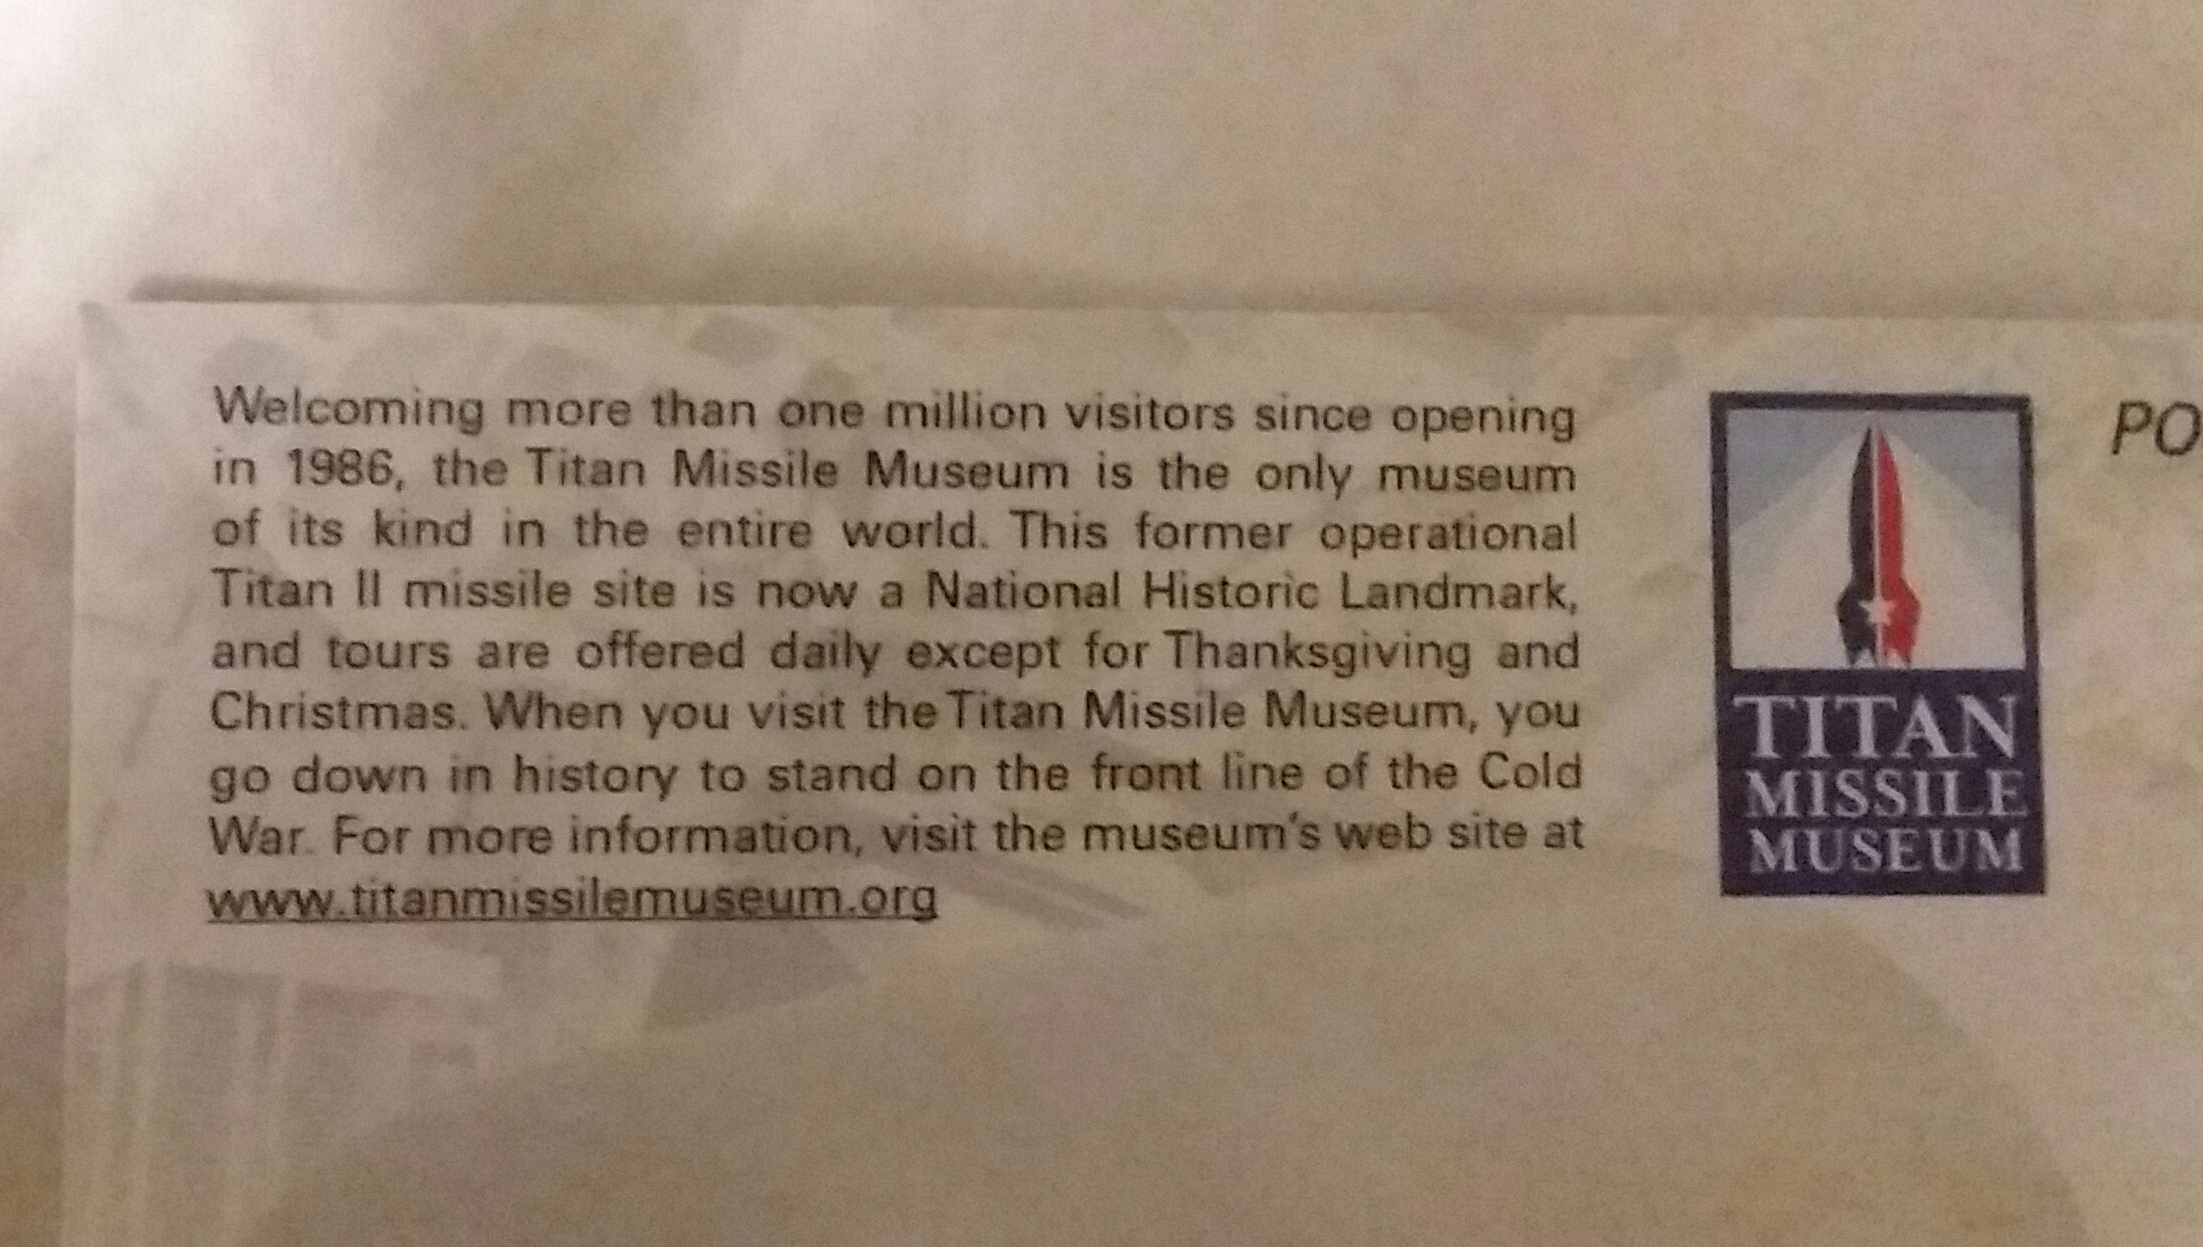 Welcoming more than one million visitors since opening
in 1986, the Titan Missile Museum is the only museum
of its kind in the entire world. This former operational
Titan II missile site is now a National Historic Landmark,
and tours are offered daily except for Thanksgiving and
Christmas. When you visit the Titan Missile Museum, you
go down in history to stand on the front line of the Cold
War. For more information, visit the museum's web site at
www.titanmissilemuseum.org
TITAN
MISSILE
MUSEUM
PO